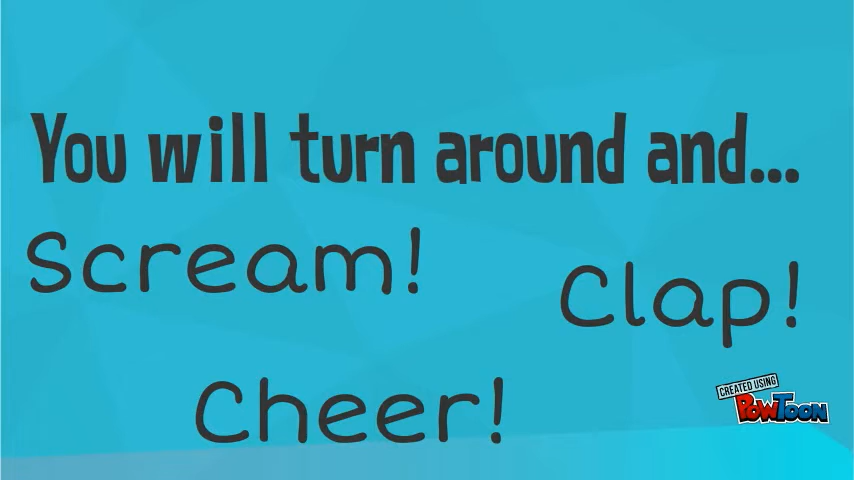 You will turn around and...
Scream!
Clap!
Cheer!
CREATED USING
POWTOON